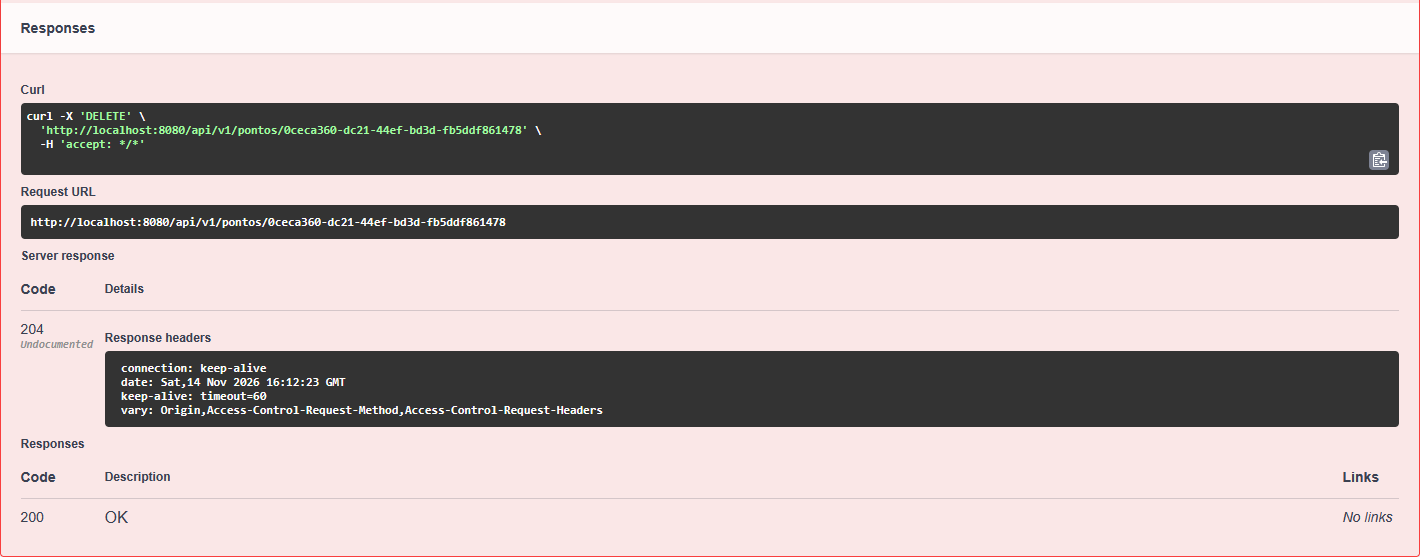 Responses
Curl
curl -X 'DELETE' \
  'http://localhost:8080/api/v1/pontos/0ceca360-dc21-44ef-bd3d-fb5ddf861478' \
  -H 'accept: */*'
Request URL
http://localhost:8080/api/v1/pontos/0ceca360-dc21-44ef-bd3d-fb5ddf861478
Server response
Code Details
204
Undocumented
Response headers
connection: keep-alive
date: Sat,14 Nov 2026 16:12:23 GMT
keep-alive: timeout=60
vary: Origin,Access-Control-Request-Method,Access-Control-Request-Headers
Responses
Code Description Links
200 OK No links